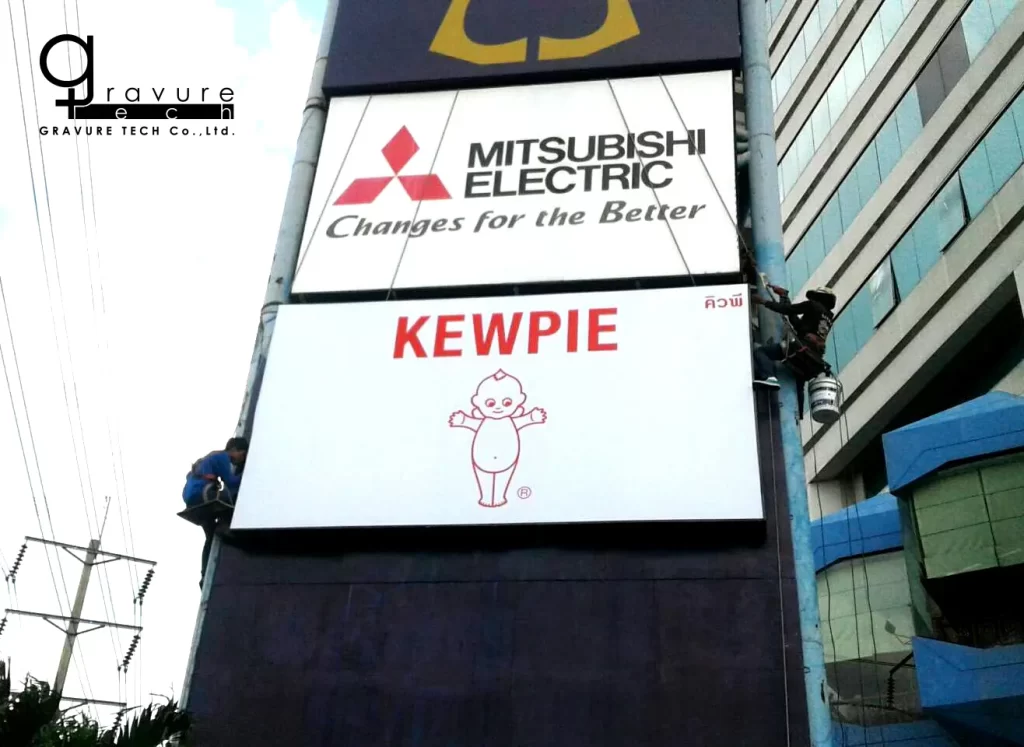 gravure
tech
GRAVURE TECH Co.,Ltd.
MITSUBISHI
ELECTRIC
Changes for the Better
คิวพี
KEWPIE
®